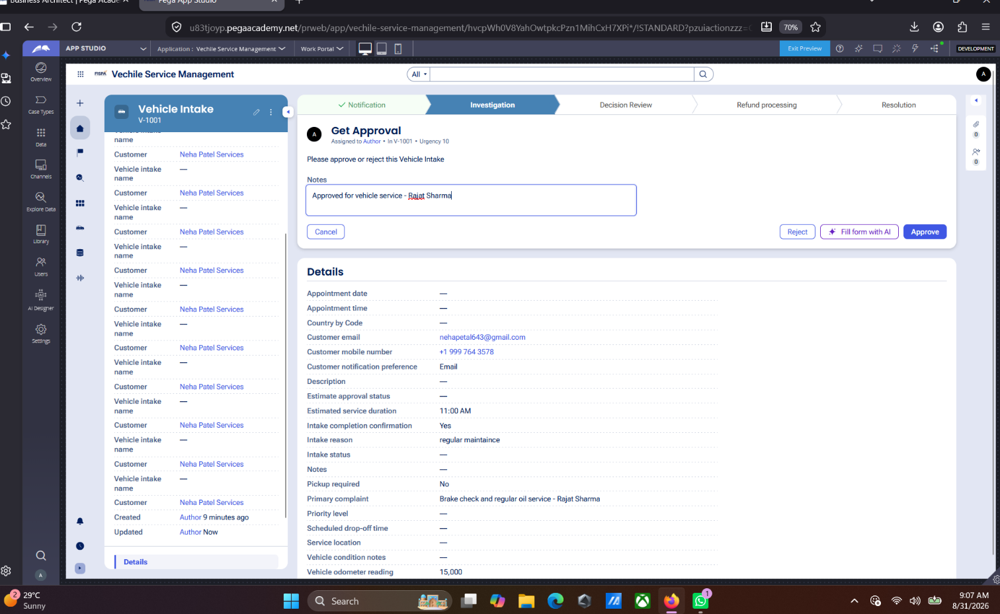 Business Architect | Pega Acade
Pega App Studio
u83tjoyp.pegaacademy.net/prweb/app/vechile-service-management/hvcpWh0V8YahOwtpkcPzn1MihCxH7XPi*/!STANDARD?pzuiactionzzz=
70%
APP STUDIO
Application : Vechile Service Management
Work Portal
Exit Preview
DEVELOPMENT
Overview
Case Types
Data
Channels
Explore Data
Library
Users
AI Designer
Settings
A
FISPA
Vechile Service Management
All
A
Vehicle Intake
V-1001
name
Customer Neha Patel Services
Vehicle intake name —
Customer Neha Patel Services
Vehicle intake name —
Customer Neha Patel Services
Vehicle intake name —
Customer Neha Patel Services
Vehicle intake name —
Customer Neha Patel Services
Vehicle intake name —
Customer Neha Patel Services
Vehicle intake name —
Customer Neha Patel Services
Vehicle intake name —
Customer Neha Patel Services
Vehicle intake name —
Customer Neha Patel Services
Vehicle intake name —
Customer Neha Patel Services
Created Author 9 minutes ago
Updated Author Now
Details
Notification
Investigation
Decision Review
Refund processing
Resolution
A
Get Approval
Assigned to Author • In V-1001 • Urgency 10
Please approve or reject this Vehicle Intake
Notes
Approved for vehicle service - Rajat Sharma
Cancel
Reject
Fill form with AI
Approve
0
0
Details
Appointment date —
Appointment time —
Country by Code —
Customer email nehapetal643@gmail.com
Customer mobile number +1 999 764 3578
Customer notification preference Email
Description —
Estimate approval status —
Estimated service duration 11:00 AM
Intake completion confirmation Yes
Intake reason regular maintaince
Intake status —
Notes —
Pickup required No
Primary complaint Brake check and regular oil service - Rajat Sharma
Priority level —
Scheduled drop-off time —
Service location —
Vehicle condition notes —
Vehicle odometer reading 15,000
2
29°C
Sunny
Search
1
9:07 AM
8/31/2026